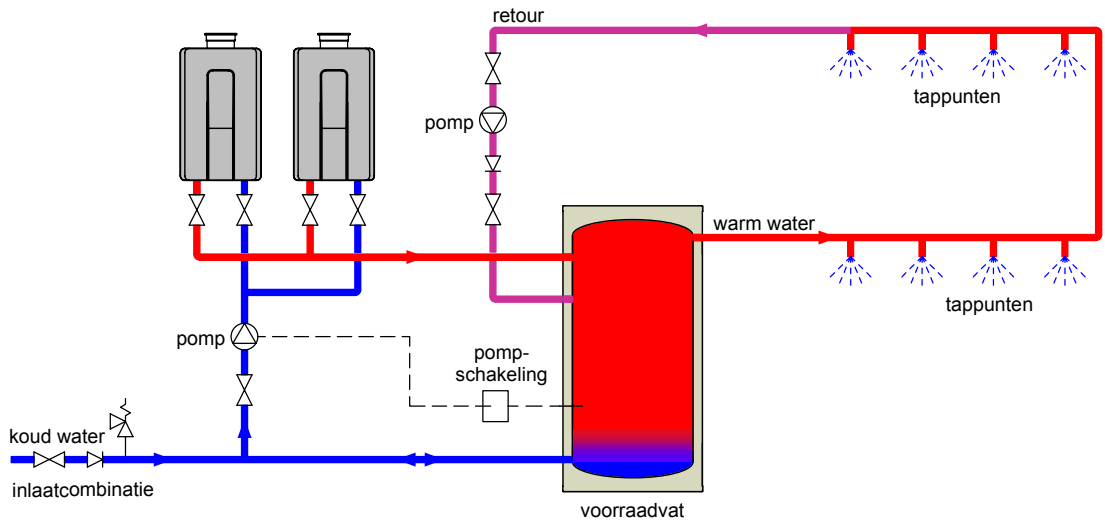 retour
pomp
tappunten
warm water
tappunten
pomp
pomp-
schakeling
koud water
inlaatcombinatie
voorraadvat